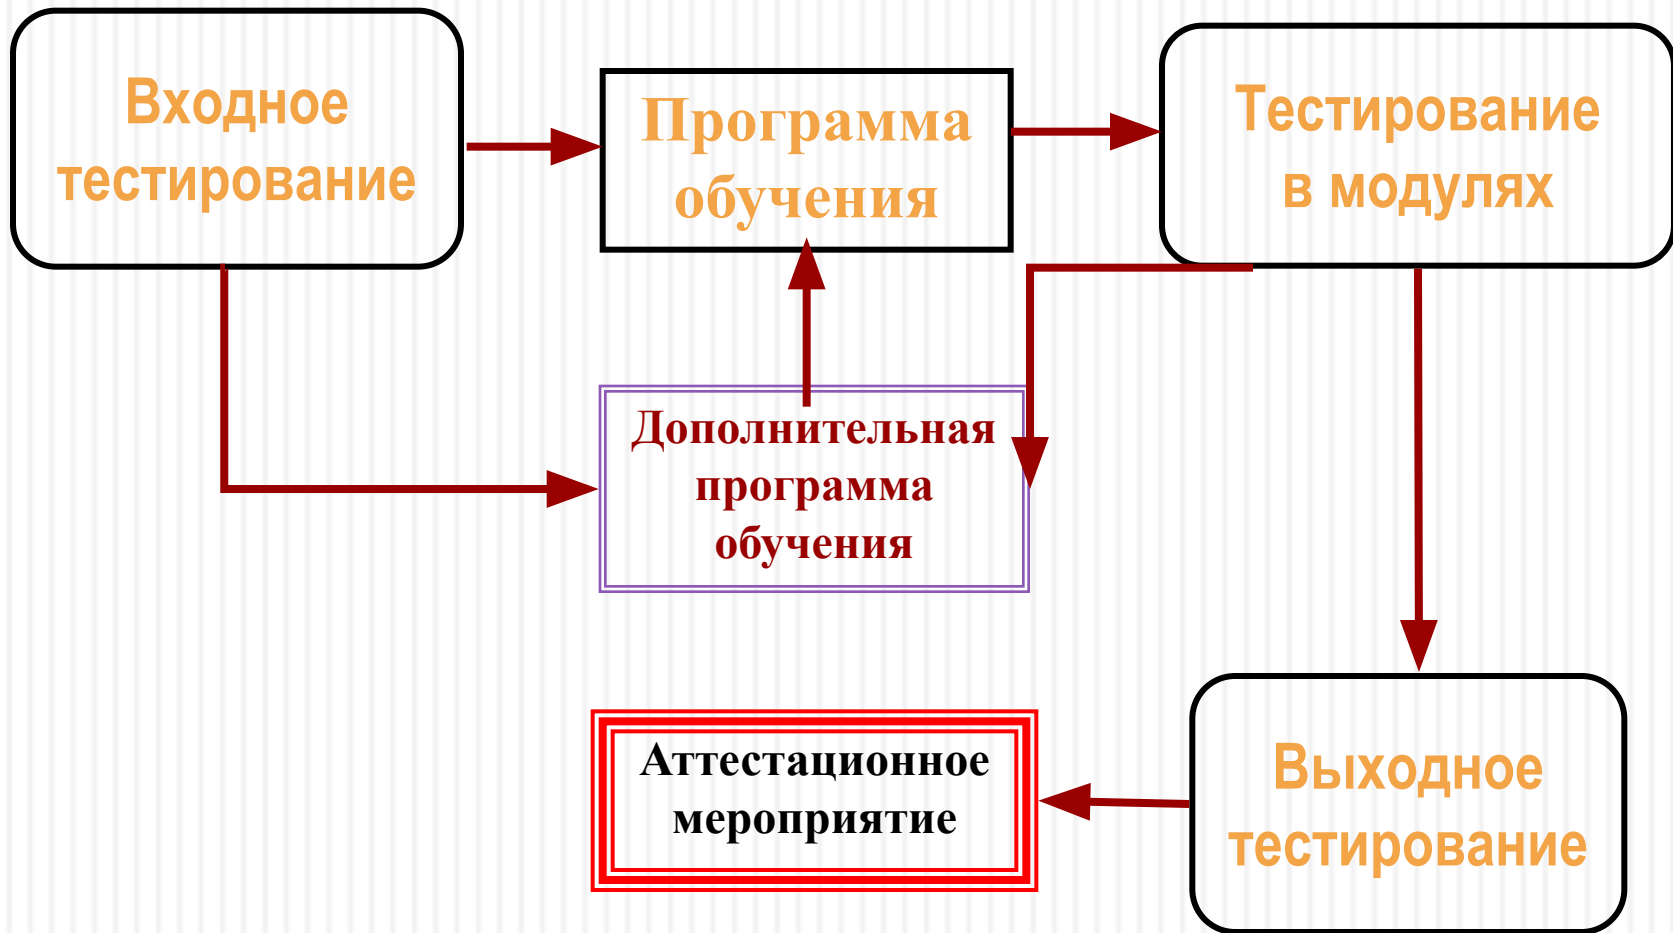 Входное
тестирование
Программа
обучения
Тестирование
в модулях
Дополнительная
программа
обучения
Аттестационное
мероприятие
Выходное
тестирование